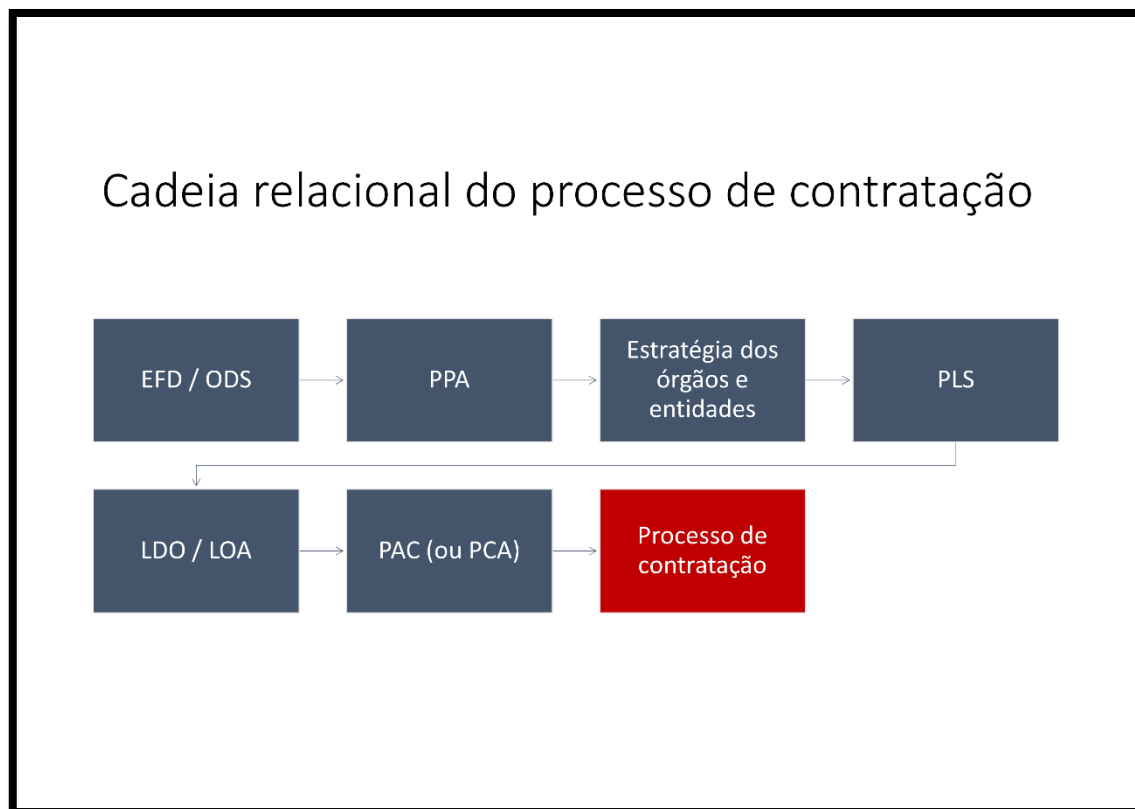 Cadeia relacional do processo de contratação
EFD / ODS
PPA
Estratégia dos
órgãos e
entidades
PLS
LDO / LOA
PAC (ou PCA)
Processo de
contratação